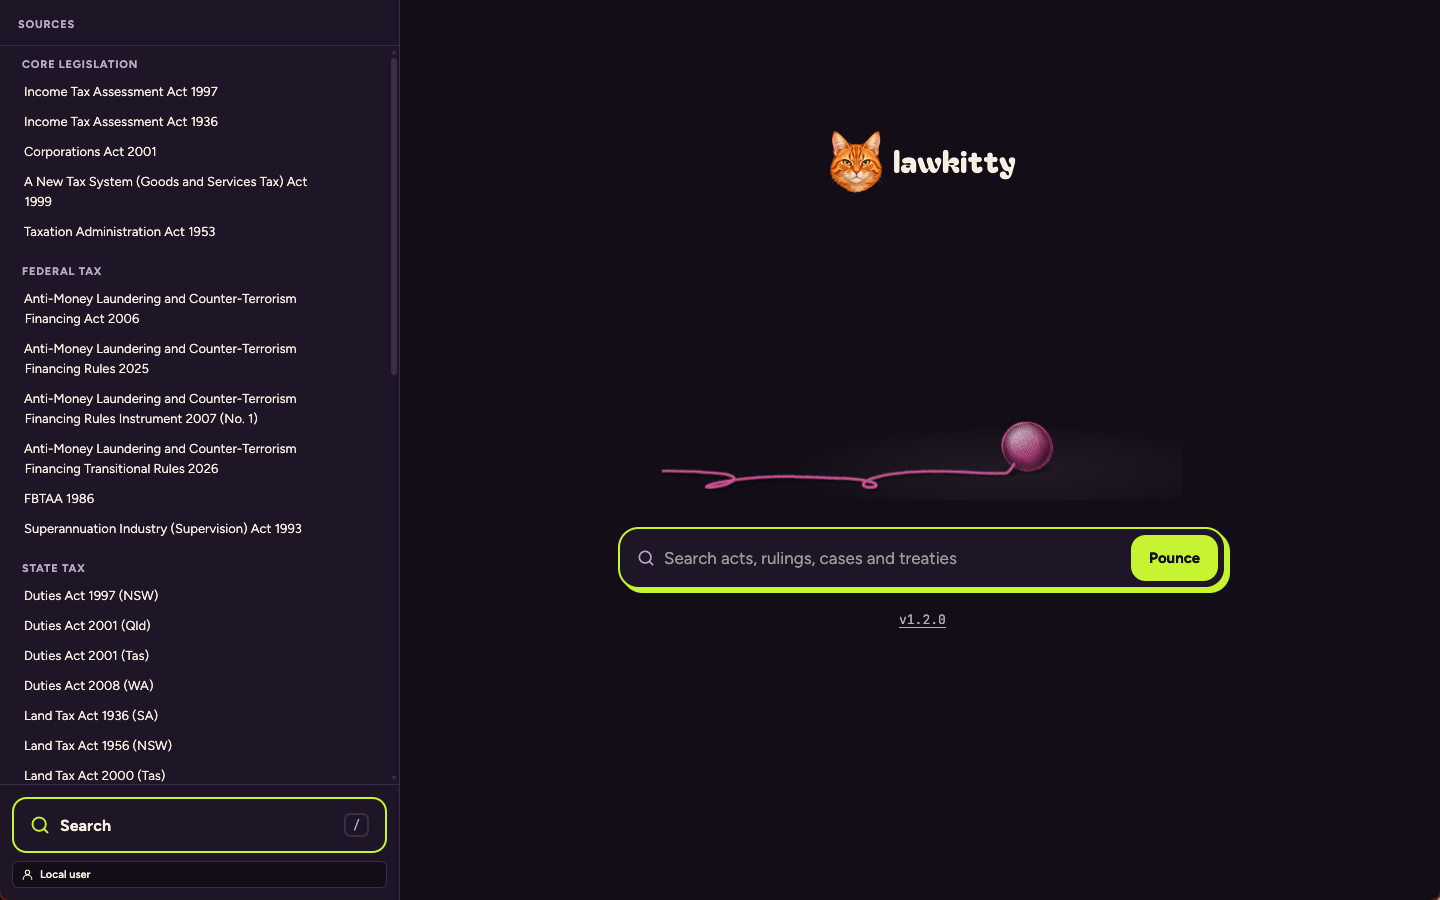 SOURCES
CORE LEGISLATION
Income Tax Assessment Act 1997
Income Tax Assessment Act 1936
Corporations Act 2001
A New Tax System (Goods and Services Tax) Act
1999
Taxation Administration Act 1953
FEDERAL TAX
Anti-Money Laundering and Counter-Terrorism
Financing Act 2006
Anti-Money Laundering and Counter-Terrorism
Financing Rules 2025
Anti-Money Laundering and Counter-Terrorism
Financing Rules Instrument 2007 (No. 1)
Anti-Money Laundering and Counter-Terrorism
Financing Transitional Rules 2026
FBTAA 1986
Superannuation Industry (Supervision) Act 1993
STATE TAX
Duties Act 1997 (NSW)
Duties Act 2001 (Qld)
Duties Act 2001 (Tas)
Duties Act 2008 (WA)
Land Tax Act 1936 (SA)
Land Tax Act 1956 (NSW)
Land Tax Act 2000 (Tas)
Search /
Local user
lawkitty
Search acts, rulings, cases and treaties
Pounce
v1.2.0